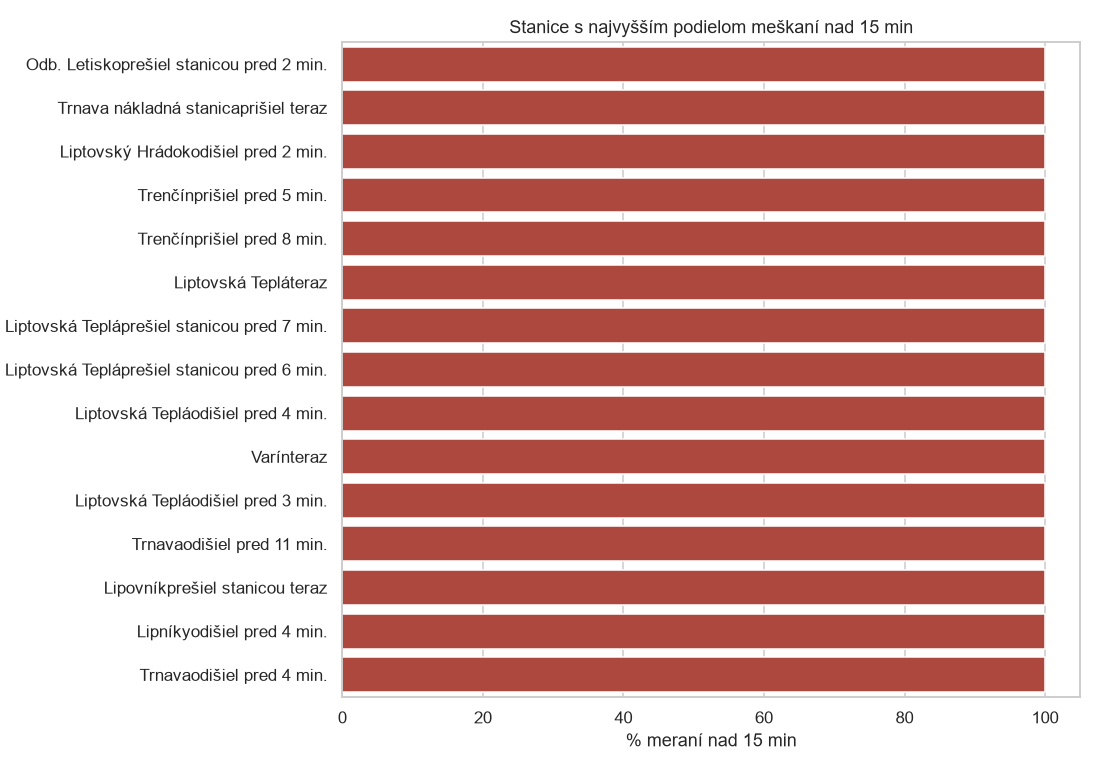 Stanice s najvyšším podielom meškaní nad 15 min
Odb. Letiskoprešiel stanicou pred 2 min.
Trnava nákladná stanicaprišiel teraz
Liptovský Hrádokodišiel pred 2 min.
Trenčínprišiel pred 5 min.
Trenčínprišiel pred 8 min.
Liptovská Tepláteraz
Liptovská Tepláprešiel stanicou pred 7 min.
Liptovská Tepláprešiel stanicou pred 6 min.
Liptovská Tepláodišiel pred 4 min.
Varínteraz
Liptovská Tepláodišiel pred 3 min.
Trnavaodišiel pred 11 min.
Lipovníkprešiel stanicou teraz
Lipníkyodišiel pred 4 min.
Trnavaodišiel pred 4 min.
0 20 40 60 80 100
% meraní nad 15 min